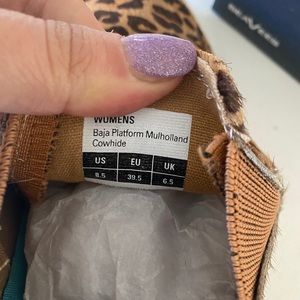 WOMENS
Baja Platform Mulholland
Cowhide
US EU UK
8.5 39.5 6.5